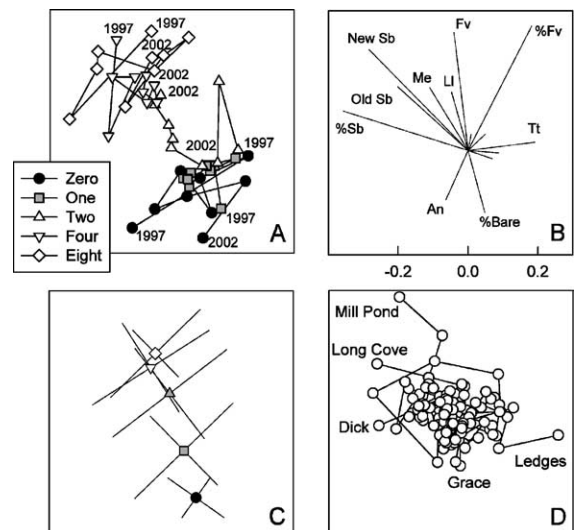 1997
1997
2002
2002
2002
2002
1997
1997
1997
2002
A
Zero
One
Two
Four
Eight
Fv
%Fv
New Sb
Me
Ll
Old Sb
%Sb
Tt
An
%Bare
B
-0.2
0.0
0.2
C
Mill Pond
Long Cove
Dick
Ledges
Grace
D